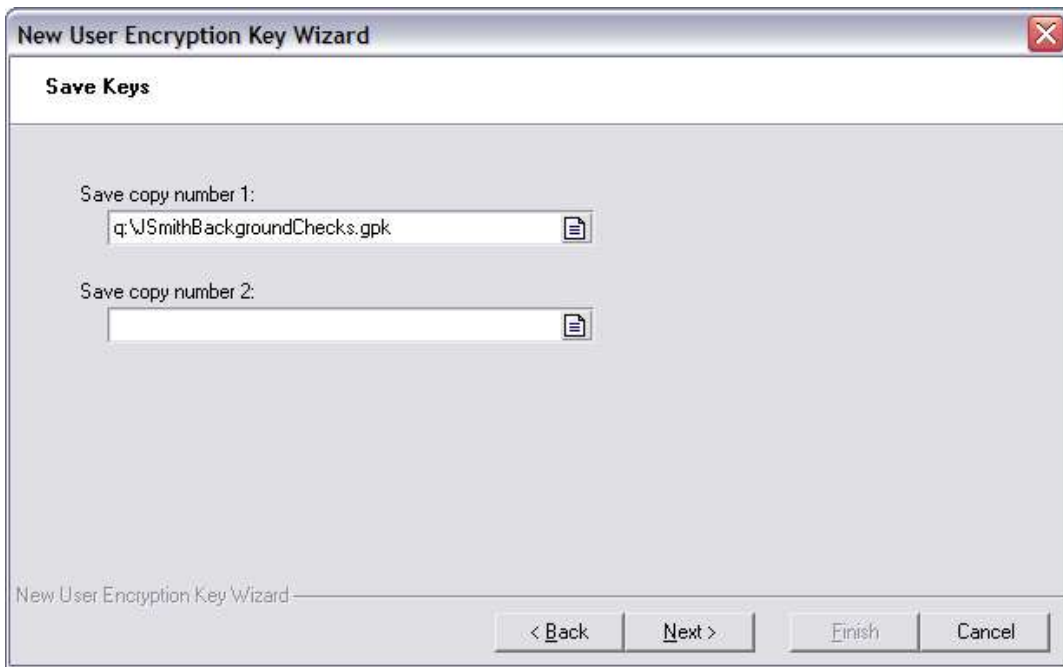 New User Encryption Key Wizard
Save Keys
Save copy number 1:
q:\JSmithBackgroundChecks.gpk
Save copy number 2:
New User Encryption Key Wizard
< Back Next > Finish Cancel